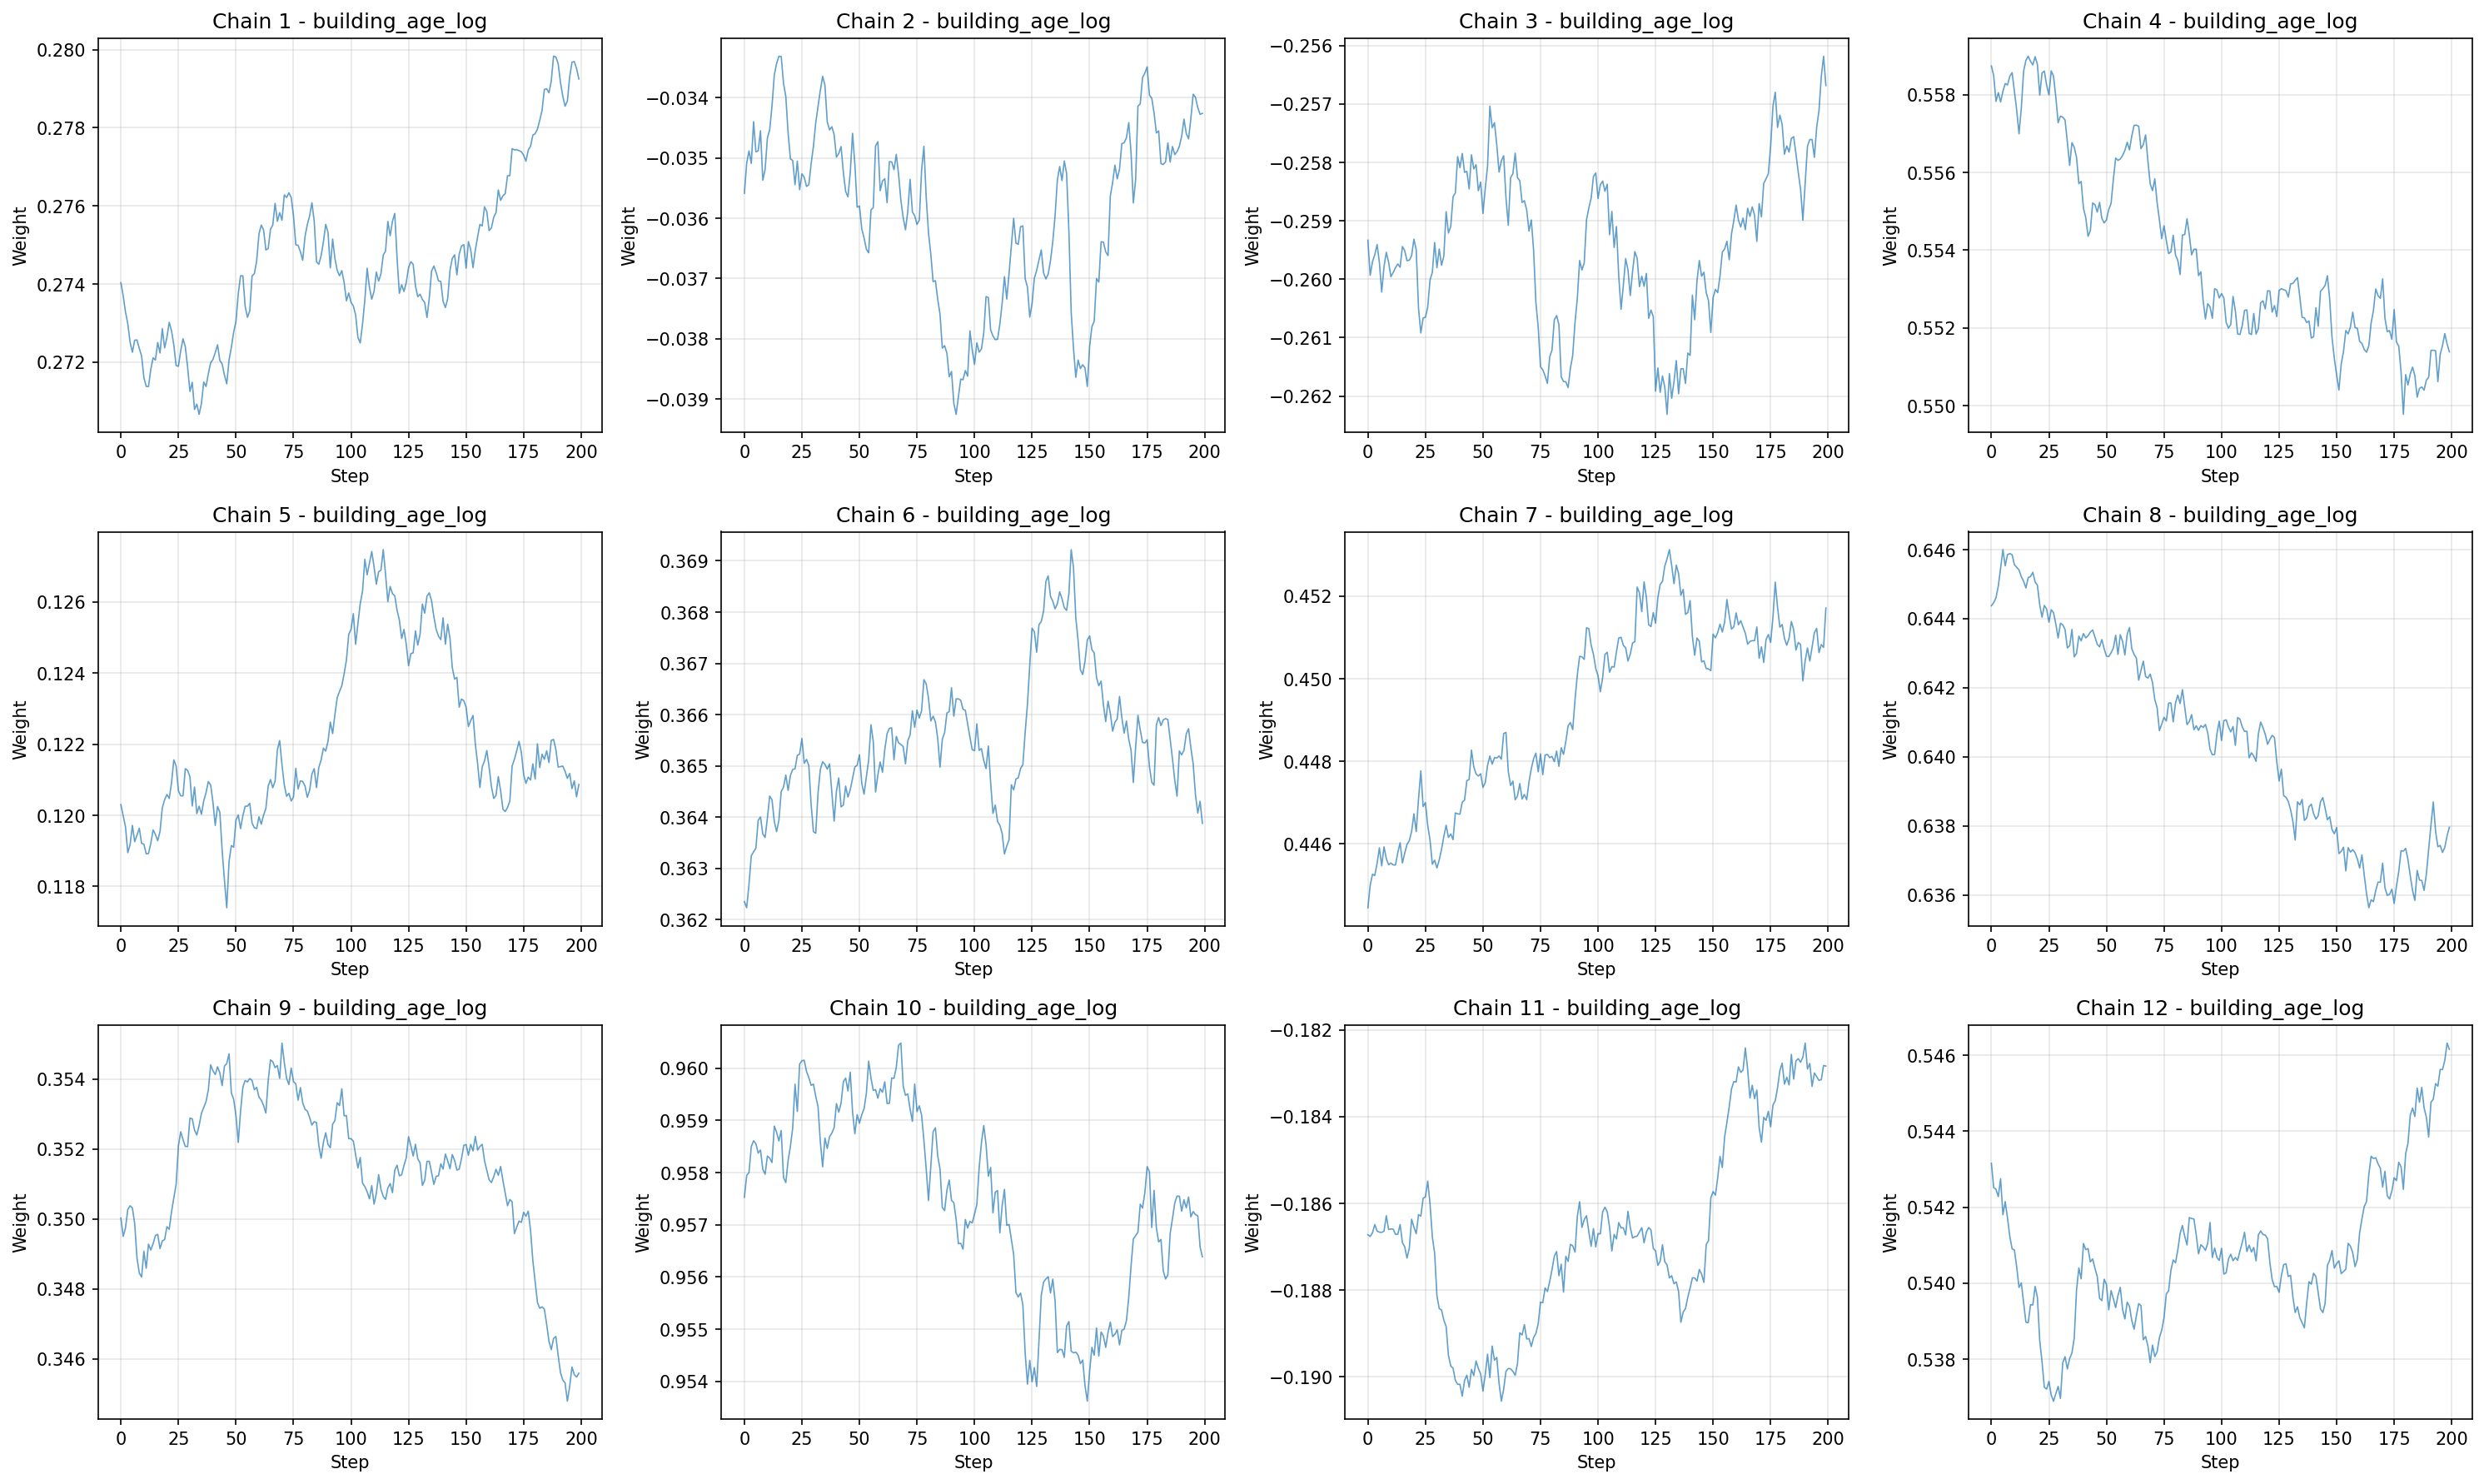 Chain 1 - building_age_log
0.280
0.278
0.276
0.274
0.272
Weight
0 25 50 75 100 125 150 175 200
Step
Chain 2 - building_age_log
−0.034
−0.035
−0.036
−0.037
−0.038
−0.039
Weight
0 25 50 75 100 125 150 175 200
Step
Chain 3 - building_age_log
−0.256
−0.257
−0.258
−0.259
−0.260
−0.261
−0.262
Weight
0 25 50 75 100 125 150 175 200
Step
Chain 4 - building_age_log
0.558
0.556
0.554
0.552
0.550
Weight
0 25 50 75 100 125 150 175 200
Step
Chain 5 - building_age_log
0.126
0.124
0.122
0.120
0.118
Weight
0 25 50 75 100 125 150 175 200
Step
Chain 6 - building_age_log
0.369
0.368
0.367
0.366
0.365
0.364
0.363
0.362
Weight
0 25 50 75 100 125 150 175 200
Step
Chain 7 - building_age_log
0.452
0.450
0.448
0.446
Weight
0 25 50 75 100 125 150 175 200
Step
Chain 8 - building_age_log
0.646
0.644
0.642
0.640
0.638
0.636
Weight
0 25 50 75 100 125 150 175 200
Step
Chain 9 - building_age_log
0.354
0.352
0.350
0.348
0.346
Weight
0 25 50 75 100 125 150 175 200
Step
Chain 10 - building_age_log
0.960
0.959
0.958
0.957
0.956
0.955
0.954
Weight
0 25 50 75 100 125 150 175 200
Step
Chain 11 - building_age_log
−0.182
−0.184
−0.186
−0.188
−0.190
Weight
0 25 50 75 100 125 150 175 200
Step
Chain 12 - building_age_log
0.546
0.544
0.542
0.540
0.538
Weight
0 25 50 75 100 125 150 175 200
Step